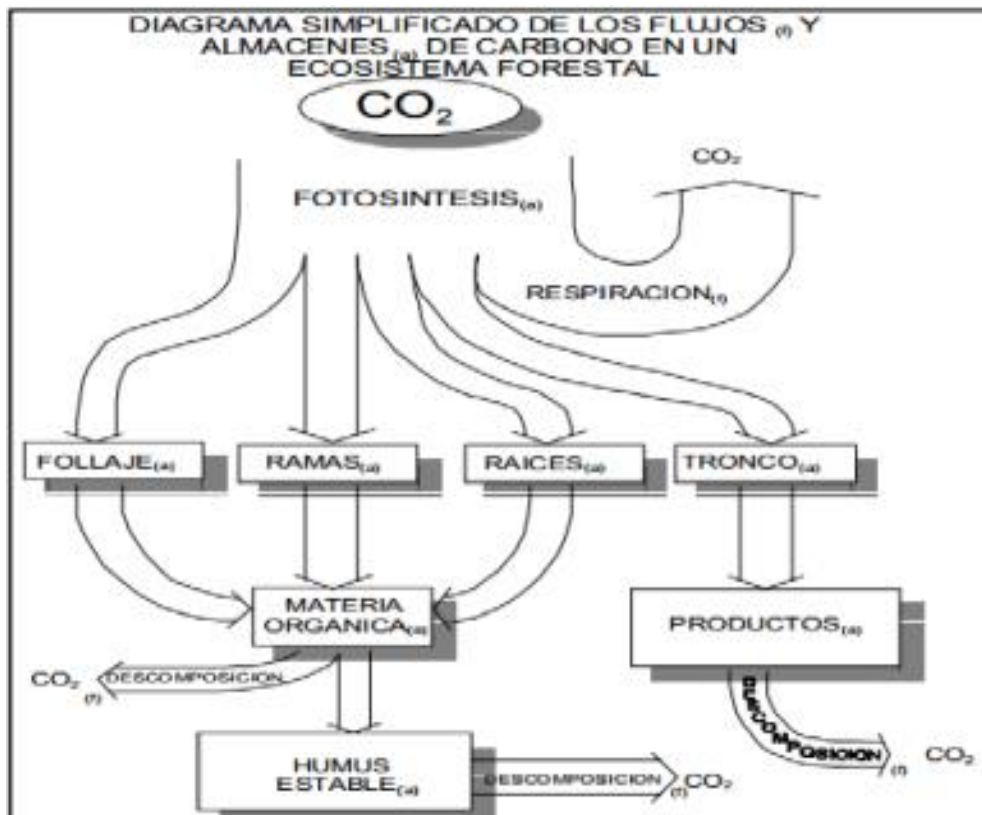 DIAGRAMA SIMPLIFICADO DE LOS FLUJOS (f) Y
ALMACENES (a) DE CARBONO EN UN
ECOSISTEMA FORESTAL
CO₂
CO₂
FOTOSINTESIS(a)
RESPIRACION(f)
FOLLAJE(a)
RAMAS(a)
RAICES(a)
TRONCO(a)
MATERIA
ORGANICA(a)
PRODUCTOS(a)
CO₂ (f) DESCOMPOSICION
DESCOMPOSICION (f) CO₂
HUMUS
ESTABLE(a)
DESCOMPOSICION (f) CO₂